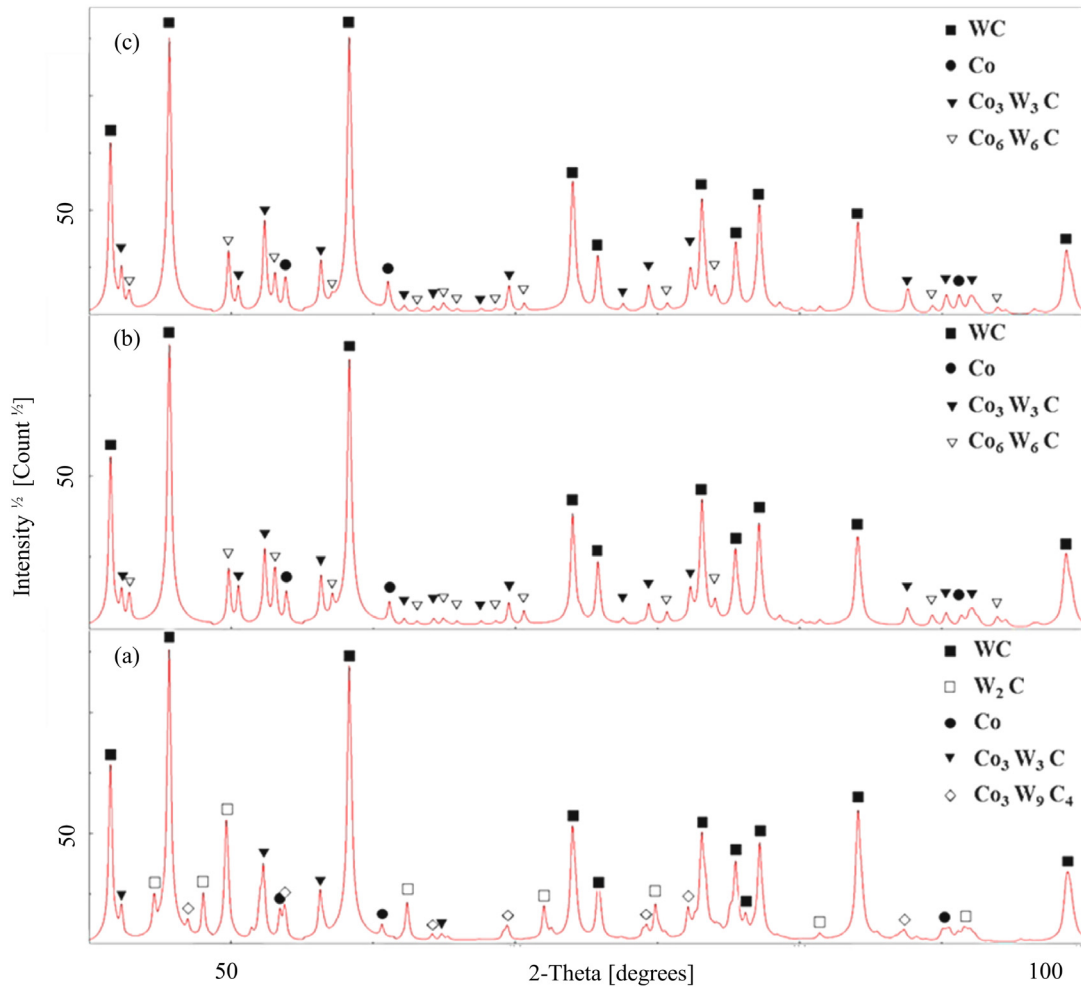 (c)
WC
Co
Co₃ W₃ C
Co₆ W₆ C
50
(b)
WC
Co
Co₃ W₃ C
Co₆ W₆ C
50
Intensity ½ [Count ½]
(a)
WC
W₂ C
Co
Co₃ W₃ C
Co₃ W₉ C₄
50
50
2-Theta [degrees]
100